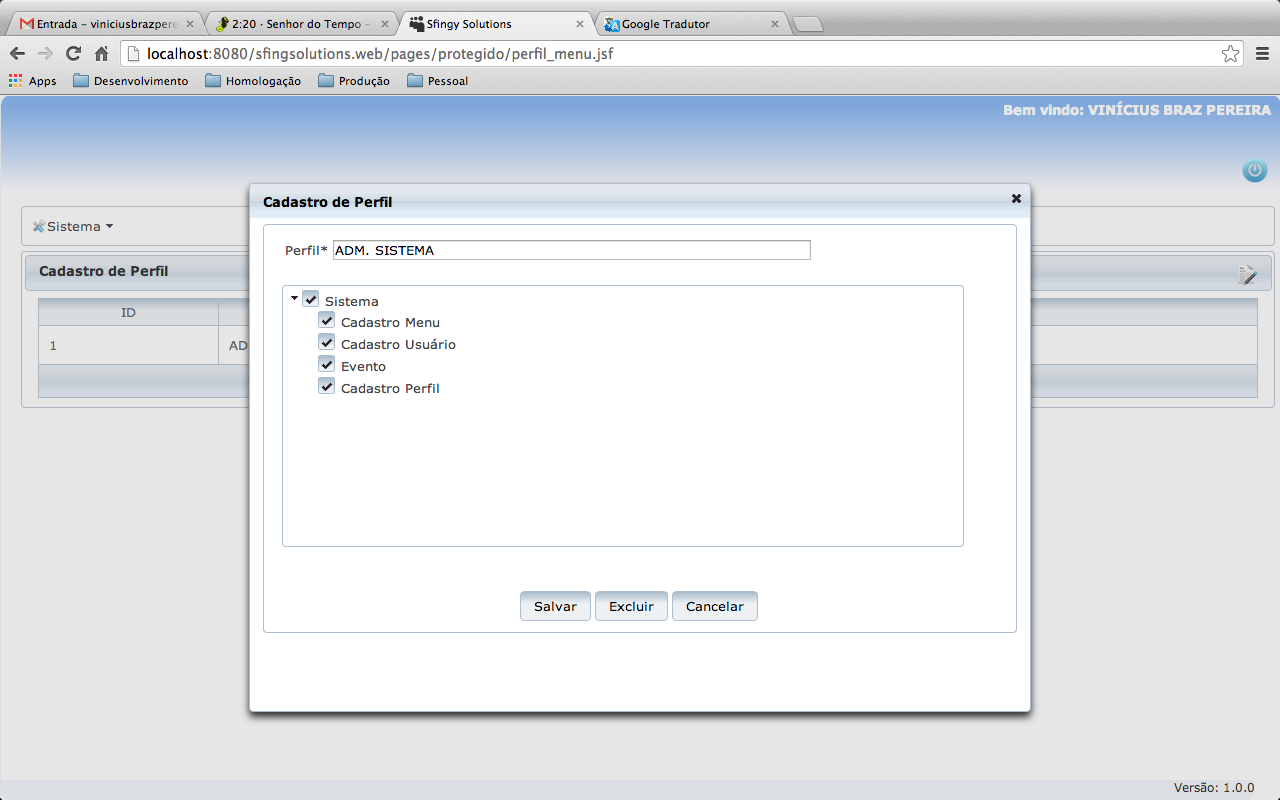 Entrada – viniciusbrazpere
2:20 · Senhor do Tempo –
Sfingy Solutions
Google Tradutor
localhost:8080/sfingsolutions.web/pages/protegido/perfil_menu.jsf
Apps Desenvolvimento Homologação Produção Pessoal
Bem vindo: VINÍCIUS BRAZ PEREIRA
Sistema
Cadastro de Perfil
ID
1 AD
Cadastro de Perfil
Perfil* ADM. SISTEMA
Sistema
Cadastro Menu
Cadastro Usuário
Evento
Cadastro Perfil
Salvar Excluir Cancelar
Versão: 1.0.0